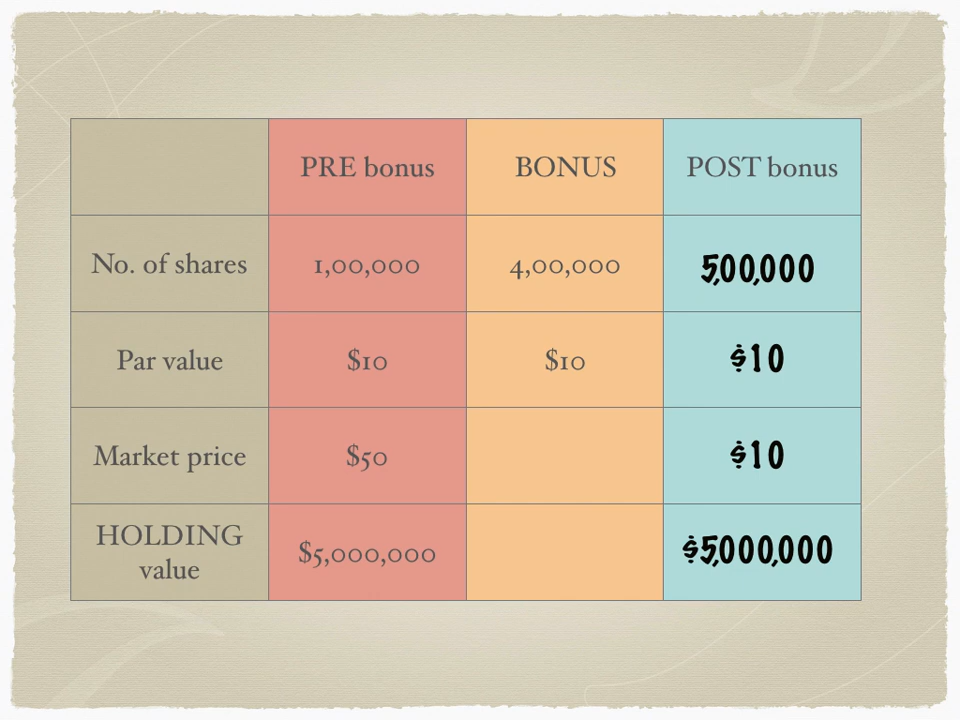 PRE bonus BONUS POST bonus
No. of shares 1,00,000 4,00,000 5,00,000
Par value $10 $10 $10
Market price $50 $10
HOLDING
value $5,000,000 $5,000,000